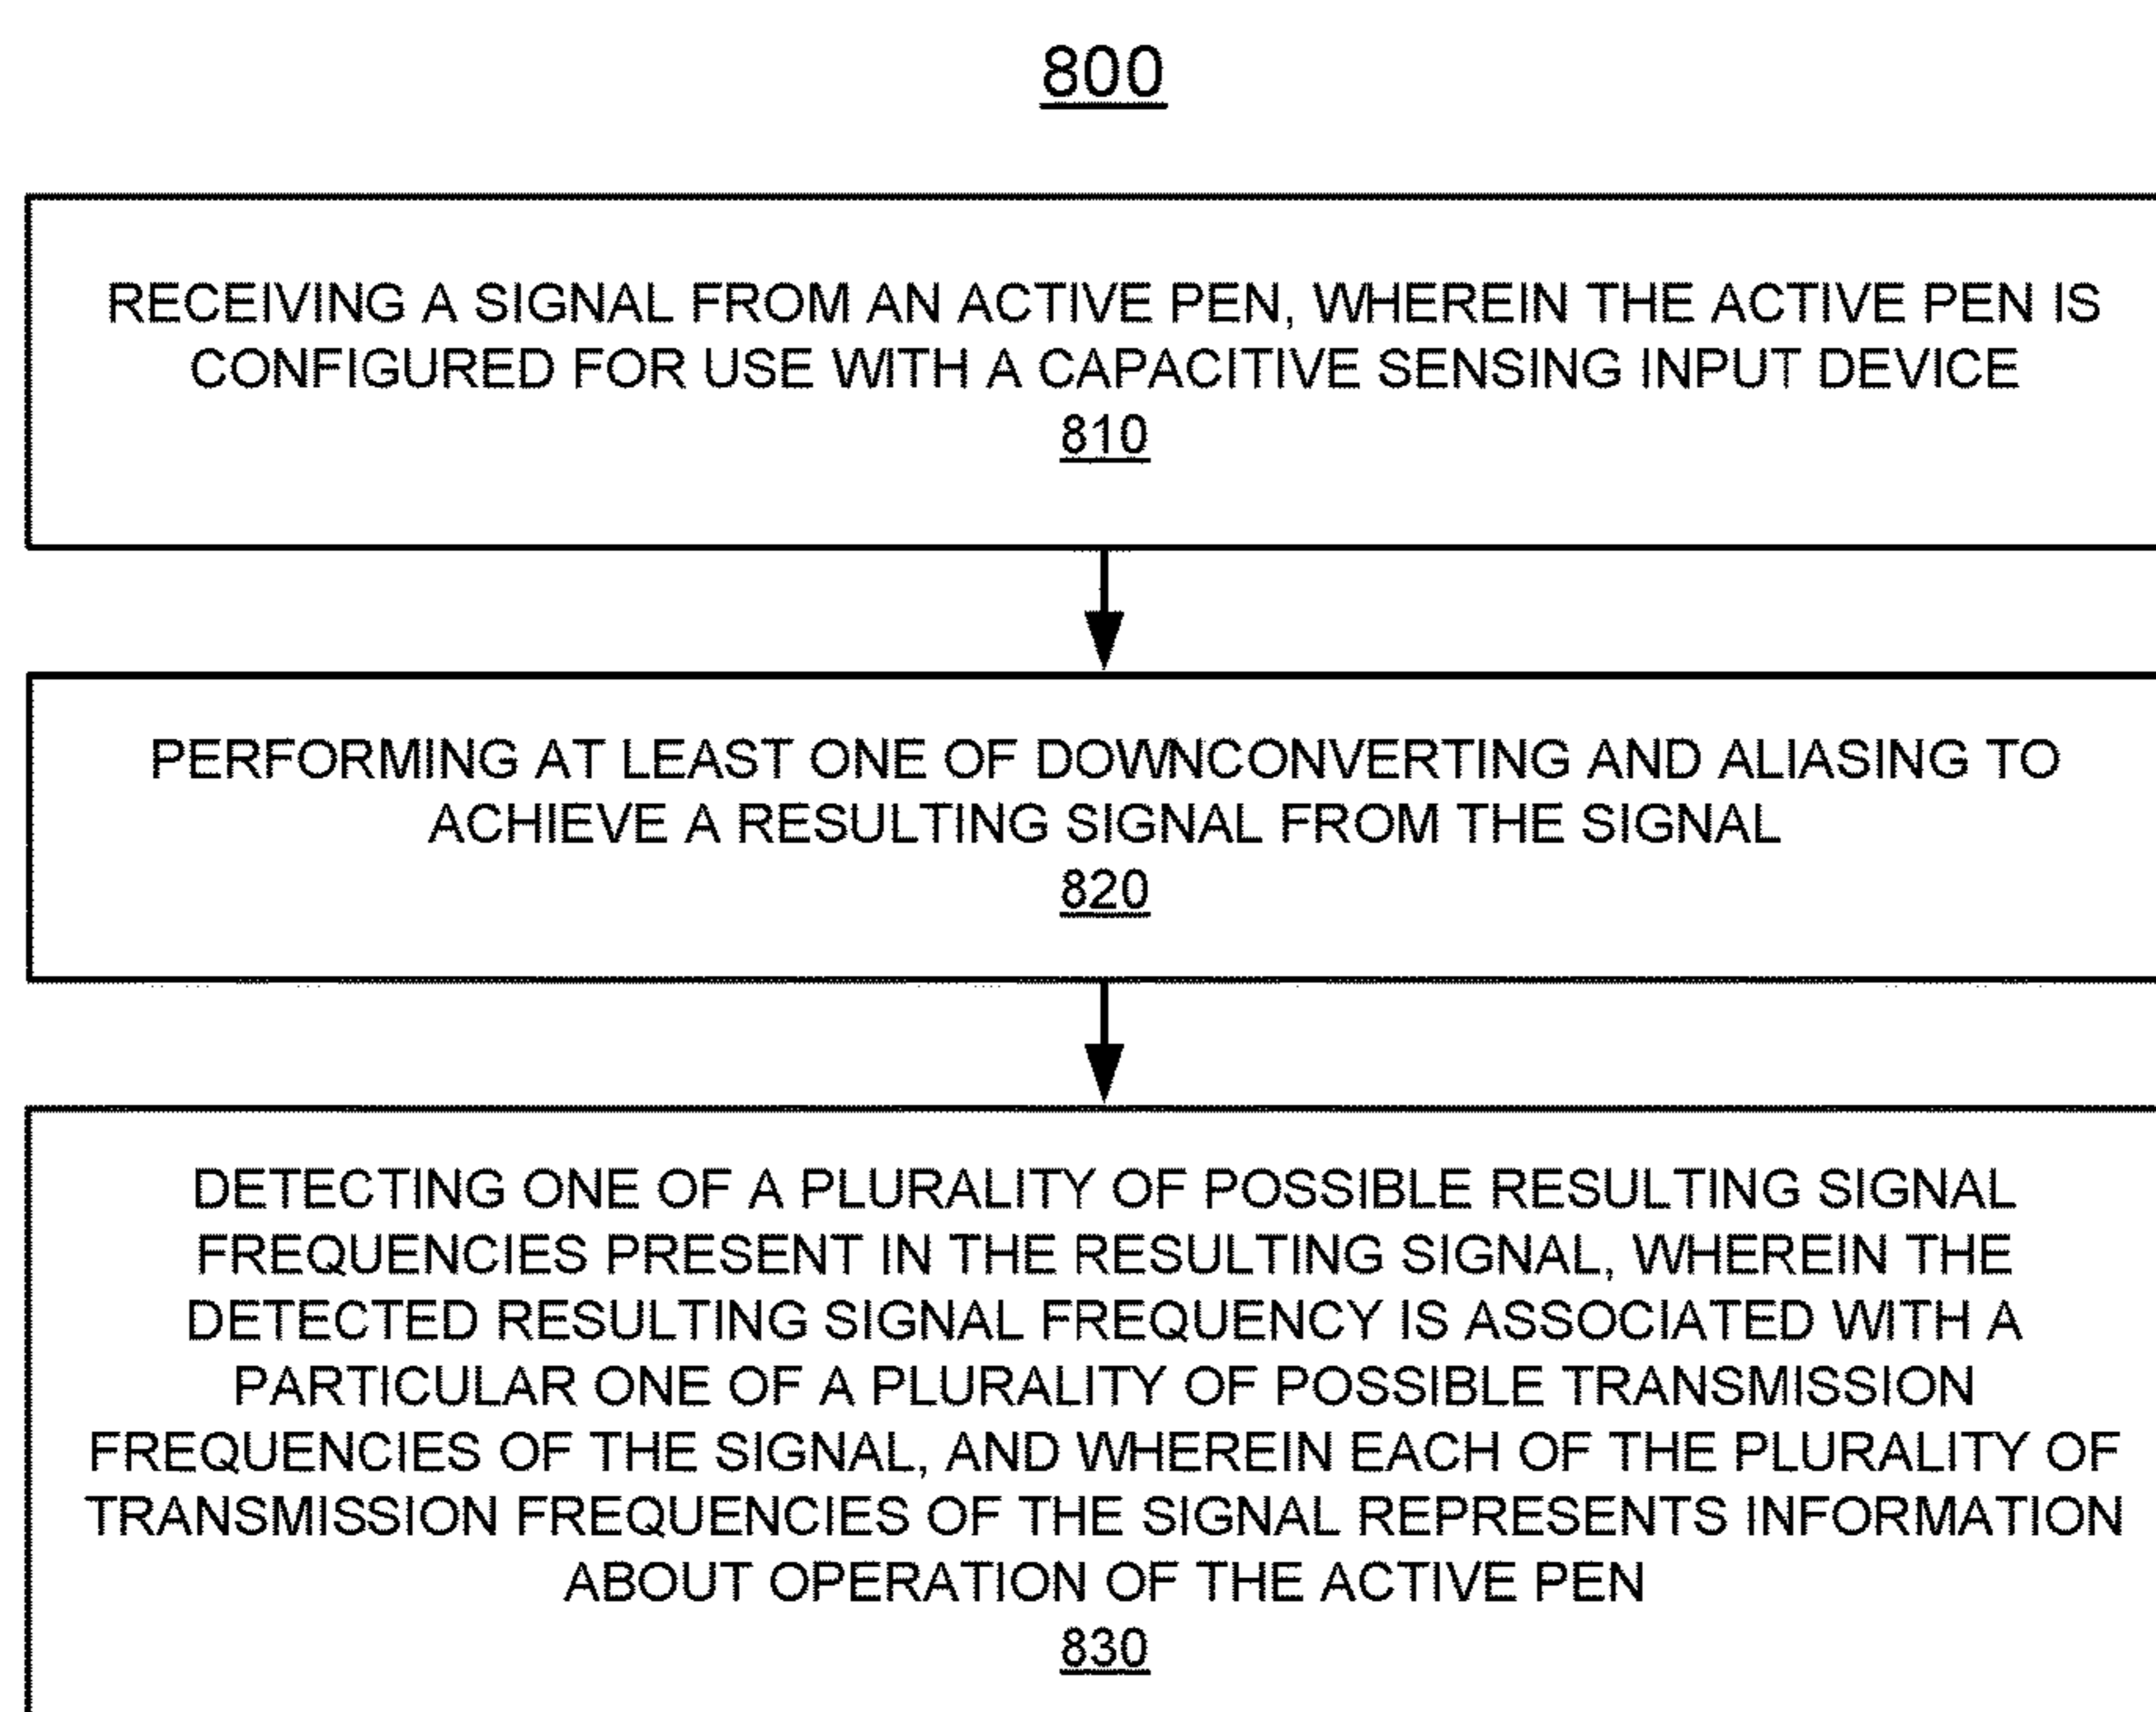 800
RECEIVING A SIGNAL FROM AN ACTIVE PEN, WHEREIN THE ACTIVE PEN IS
CONFIGURED FOR USE WITH A CAPACITIVE SENSING INPUT DEVICE
810
PERFORMING AT LEAST ONE OF DOWNCONVERTING AND ALIASING TO
ACHIEVE A RESULTING SIGNAL FROM THE SIGNAL
820
DETECTING ONE OF A PLURALITY OF POSSIBLE RESULTING SIGNAL
FREQUENCIES PRESENT IN THE RESULTING SIGNAL, WHEREIN THE
DETECTED RESULTING SIGNAL FREQUENCY IS ASSOCIATED WITH A
PARTICULAR ONE OF A PLURALITY OF POSSIBLE TRANSMISSION
FREQUENCIES OF THE SIGNAL, AND WHEREIN EACH OF THE PLURALITY OF
TRANSMISSION FREQUENCIES OF THE SIGNAL REPRESENTS INFORMATION
ABOUT OPERATION OF THE ACTIVE PEN
830